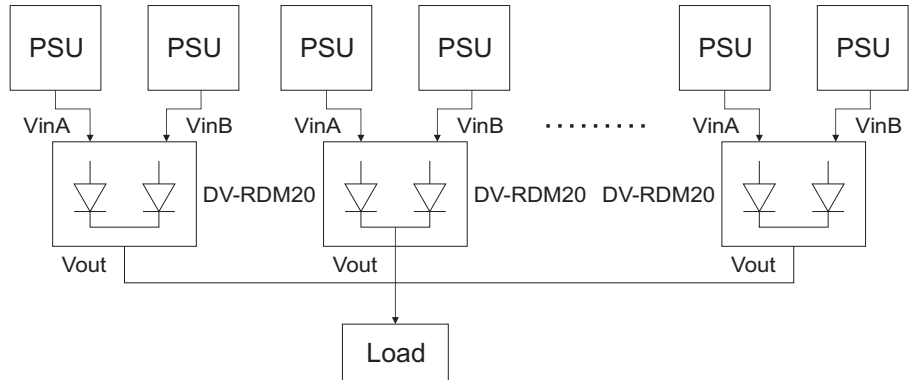 PSU PSU PSU PSU PSU PSU
VinA VinB VinA VinB ......... VinA VinB
DV-RDM20 DV-RDM20 DV-RDM20
Vout Vout Vout
Load